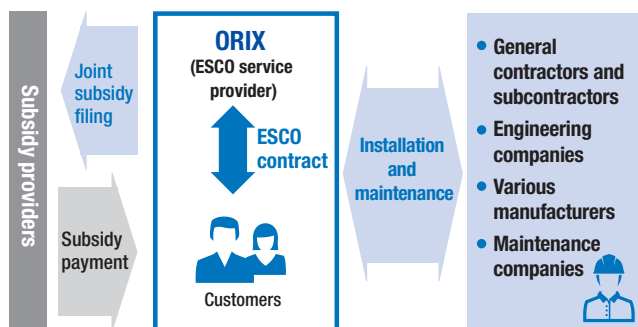 Subsidy providers
Joint
subsidy
filing
Subsidy
payment
ORIX
(ESCO service
provider)
ESCO
contract
Customers
Installation
and
maintenance
• General
contractors and
subcontractors
• Engineering
companies
• Various
manufacturers
• Maintenance
companies